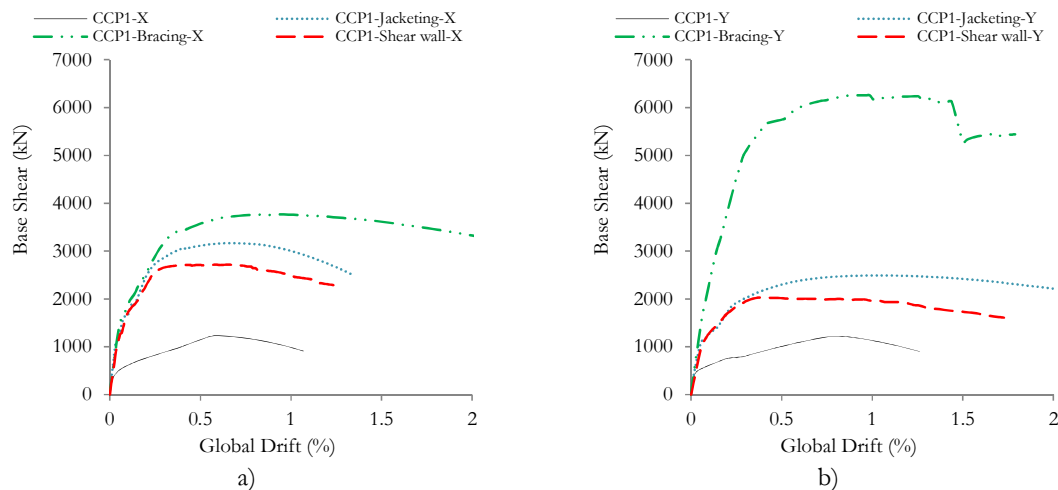 CCP1-X CCP1-Jacketing-X
CCP1-Bracing-X CCP1-Shear wall-X
7000
6000
5000
4000
3000
2000
1000
0
Base Shear (kN)
0 0.5 1 1.5 2
Global Drift (%)
a)
CCP1-Y CCP1-Jacketing-Y
CCP1-Bracing-Y CCP1-Shear wall-Y
7000
6000
5000
4000
3000
2000
1000
0
Base Shear (kN)
0 0.5 1 1.5 2
Global Drift (%)
b)